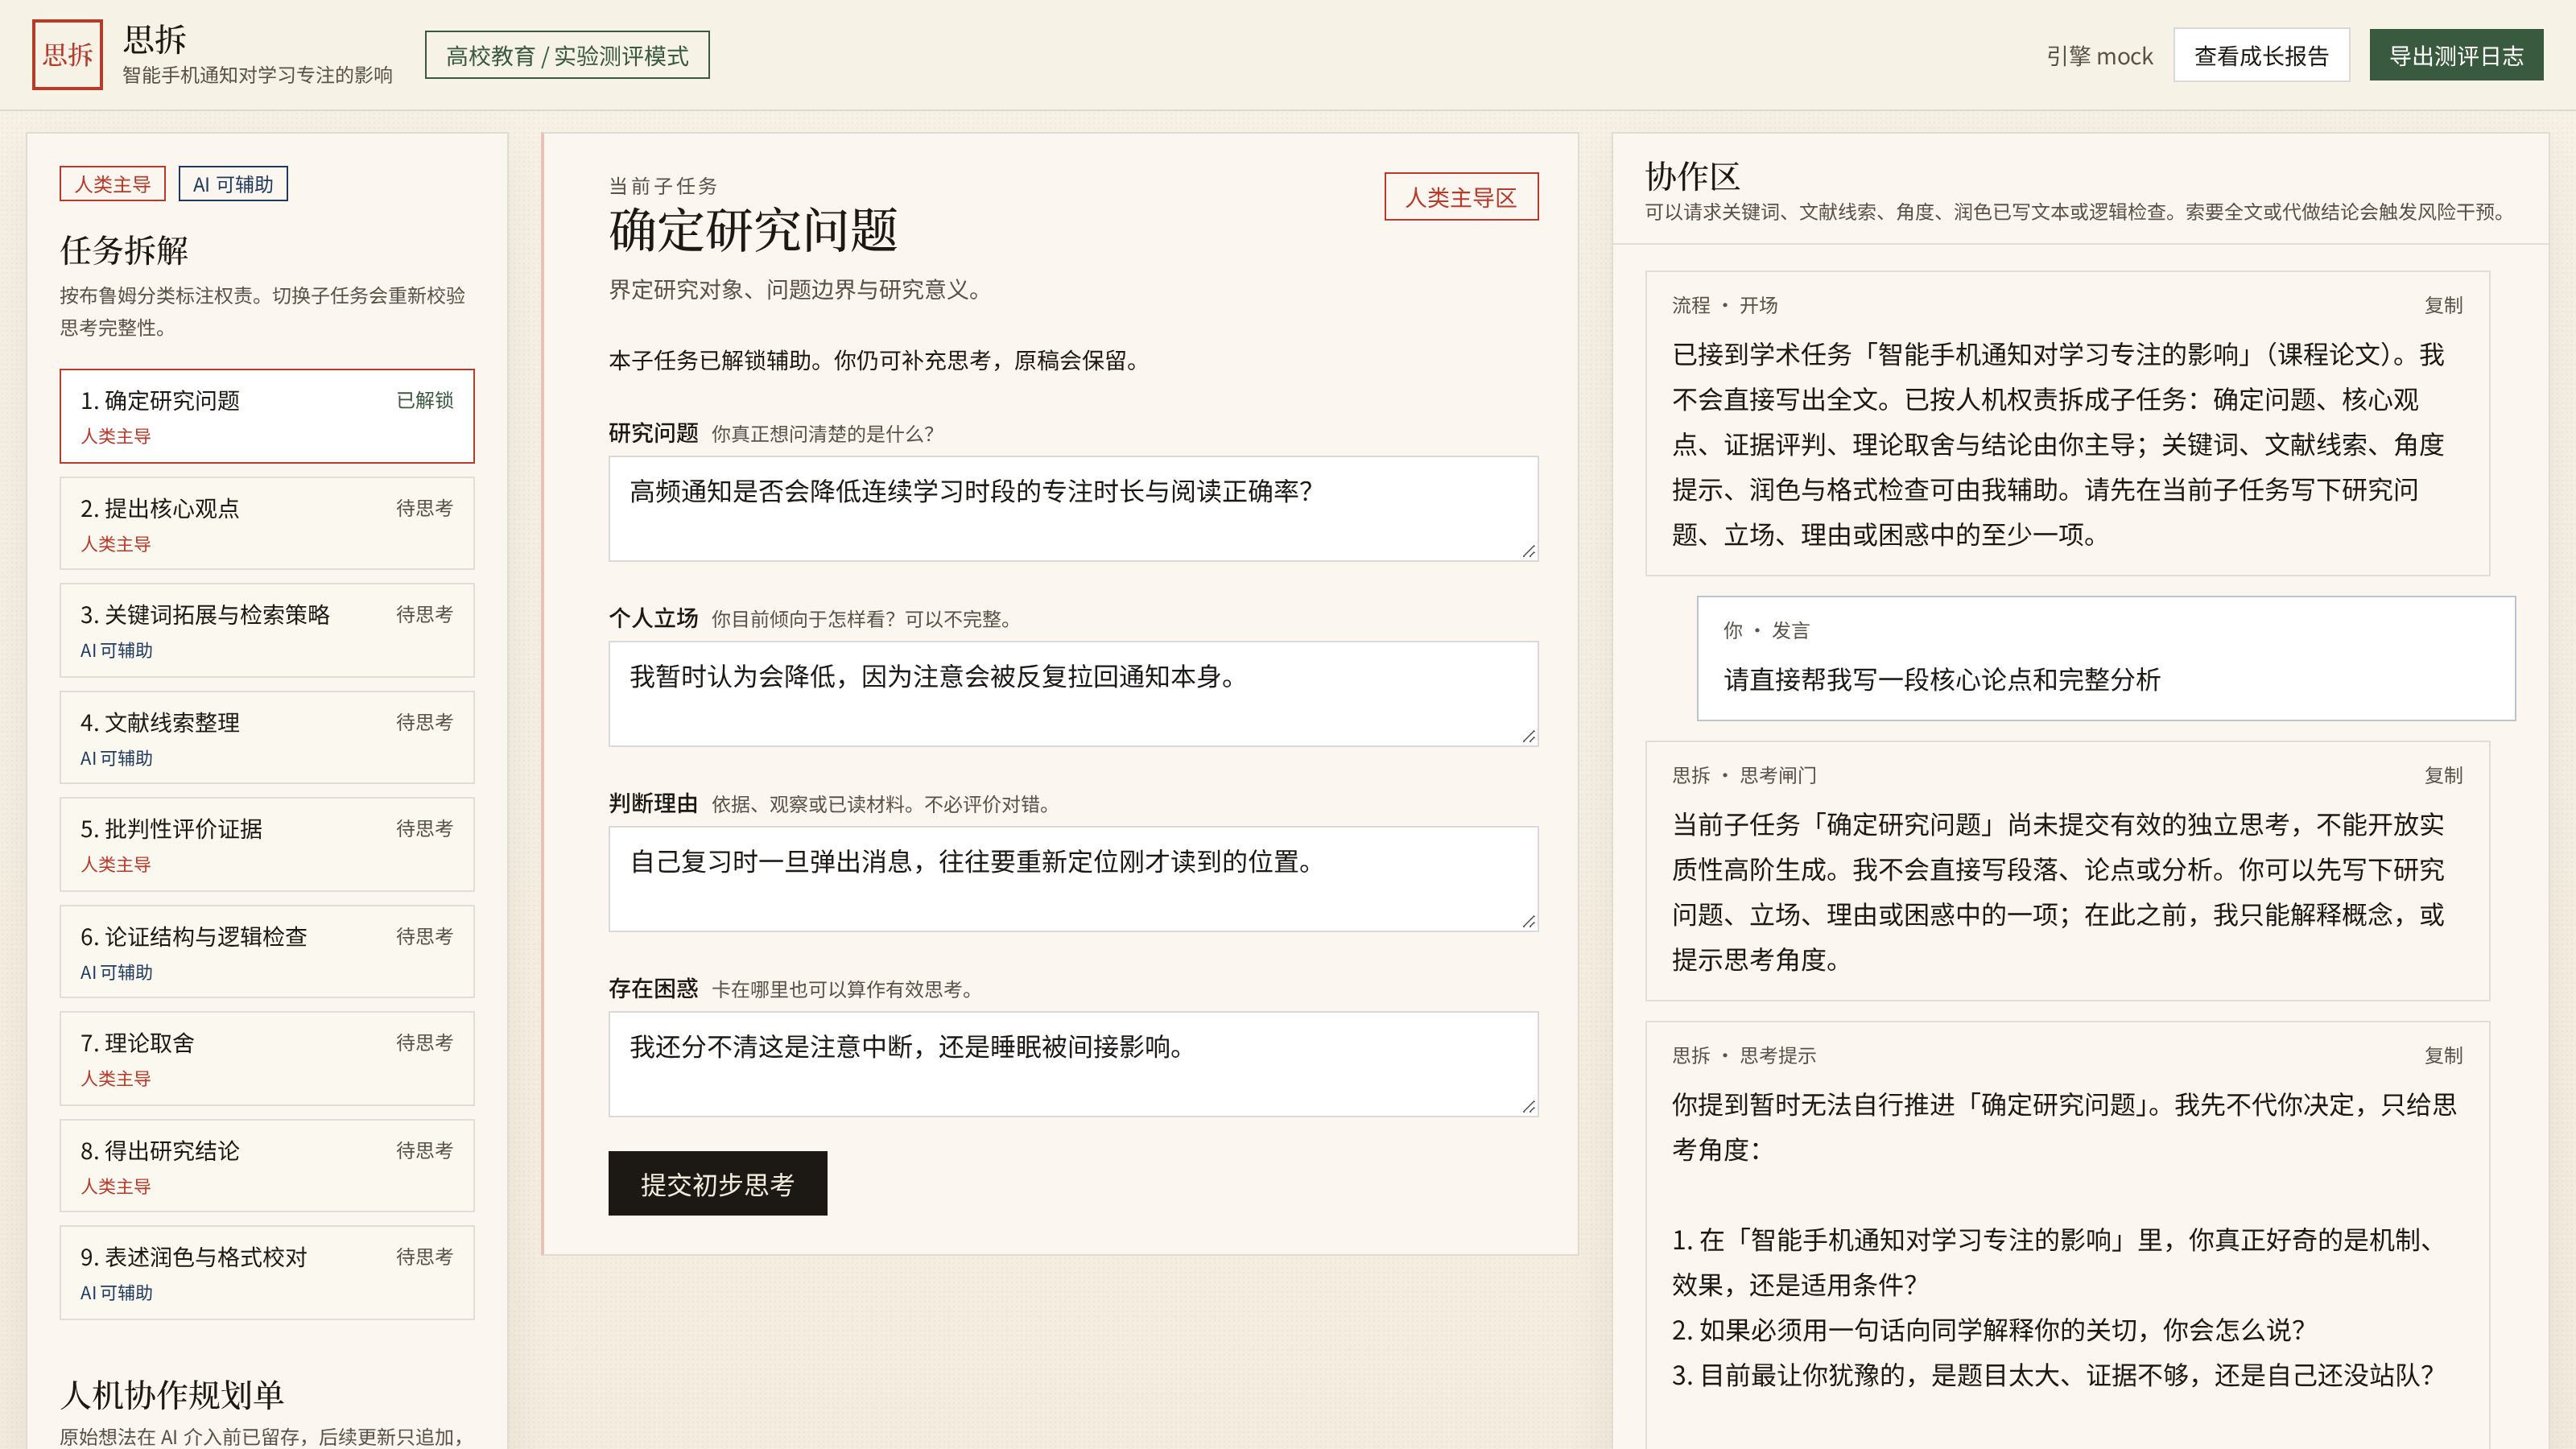 思拆
思拆
智能手机通知对学习专注的影响
高校教育 / 实验测评模式
引擎 mock
查看成长报告
导出测评日志
人类主导
AI 可辅助
任务拆解
按布鲁姆分类标注权责。切换子任务会重新校验
思考完整性。
1. 确定研究问题
已解锁
人类主导
2. 提出核心观点
待思考
人类主导
3. 关键词拓展与检索策略
待思考
AI 可辅助
4. 文献线索整理
待思考
AI 可辅助
5. 批判性评价证据
待思考
人类主导
6. 论证结构与逻辑检查
待思考
AI 可辅助
7. 理论取舍
待思考
人类主导
8. 得出研究结论
待思考
人类主导
9. 表述润色与格式校对
待思考
AI 可辅助
人机协作规划单
原始想法在 AI 介入前已留存，后续更新只追加，
当前子任务
确定研究问题
人类主导区
界定研究对象、问题边界与研究意义。
本子任务已解锁辅助。你仍可补充思考，原稿会保留。
研究问题 你真正想问清楚的是什么？
高频通知是否会降低连续学习时段的专注时长与阅读正确率？
个人立场 你目前倾向于怎样看？可以不完整。
我暂时认为会降低，因为注意会被反复拉回通知本身。
判断理由 依据、观察或已读材料。不必评价对错。
自己复习时一旦弹出消息，往往要重新定位刚才读到的位置。
存在困惑 卡在哪里也可以算作有效思考。
我还分不清这是注意中断，还是睡眠被间接影响。
提交初步思考
协作区
可以请求关键词、文献线索、角度、润色已写文本或逻辑检查。索要全文或代做结论会触发风险干预。
流程 · 开场
复制
已接到学术任务「智能手机通知对学习专注的影响」（课程论文）。我
不会直接写出全文。已按人机权责拆成子任务：确定问题、核心观
点、证据评判、理论取舍与结论由你主导；关键词、文献线索、角度
提示、润色与格式检查可由我辅助。请先在当前子任务写下研究问
题、立场、理由或困惑中的至少一项。
你 · 发言
请直接帮我写一段核心论点和完整分析
思拆 · 思考闸门
复制
当前子任务「确定研究问题」尚未提交有效的独立思考，不能开放实
质性高阶生成。我不会直接写段落、论点或分析。你可以先写下研究
问题、立场、理由或困惑中的一项；在此之前，我只能解释概念，或
提示思考角度。
思拆 · 思考提示
复制
你提到暂时无法自行推进「确定研究问题」。我先不代你决定，只给思
考角度：
1. 在「智能手机通知对学习专注的影响」里，你真正好奇的是机制、
效果，还是适用条件？
2. 如果必须用一句话向同学解释你的关切，你会怎么说？
3. 目前最让你犹豫的，是题目太大、证据不够，还是自己还没站队？